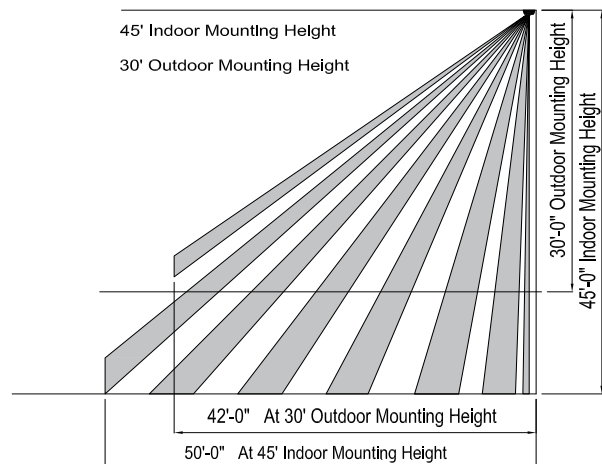 45' Indoor Mounting Height
30' Outdoor Mounting Height
30'-0" Outdoor Mounting Height
45'-0" Indoor Mounting Height
42'-0" At 30' Outdoor Mounting Height
50'-0" At 45' Indoor Mounting Height